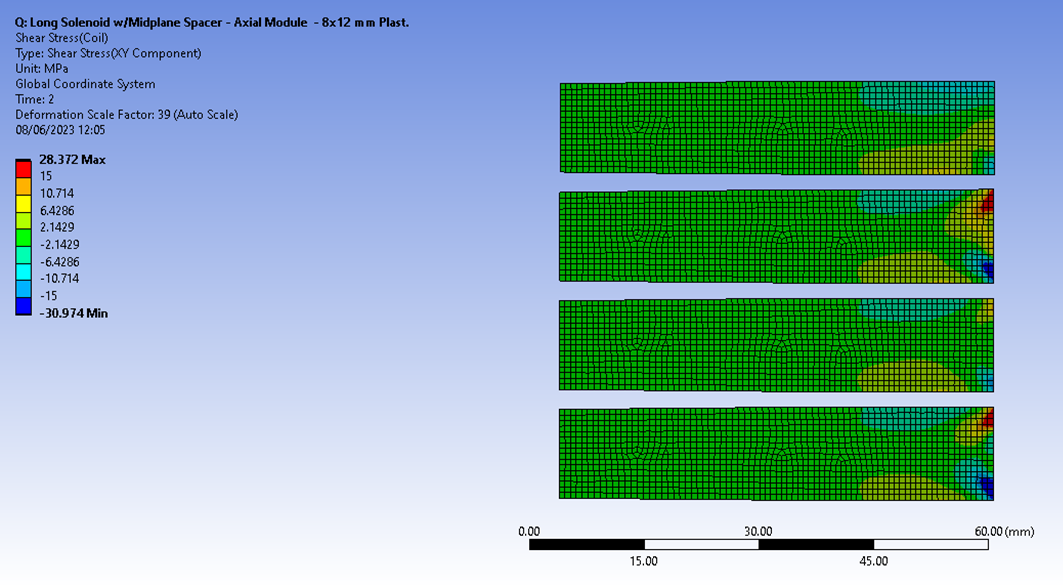 Q: Long Solenoid w/Midplane Spacer - Axial Module - 8x12 mm Plast.
Shear Stress(Coil)
Type: Shear Stress(XY Component)
Unit: MPa
Global Coordinate System
Time: 2
Deformation Scale Factor: 39 (Auto Scale)
08/06/2023 12:05
28.372 Max
15
10.714
6.4286
2.1429
-2.1429
-6.4286
-10.714
-15
-30.974 Min
0.00 30.00 60.00 (mm)
15.00 45.00